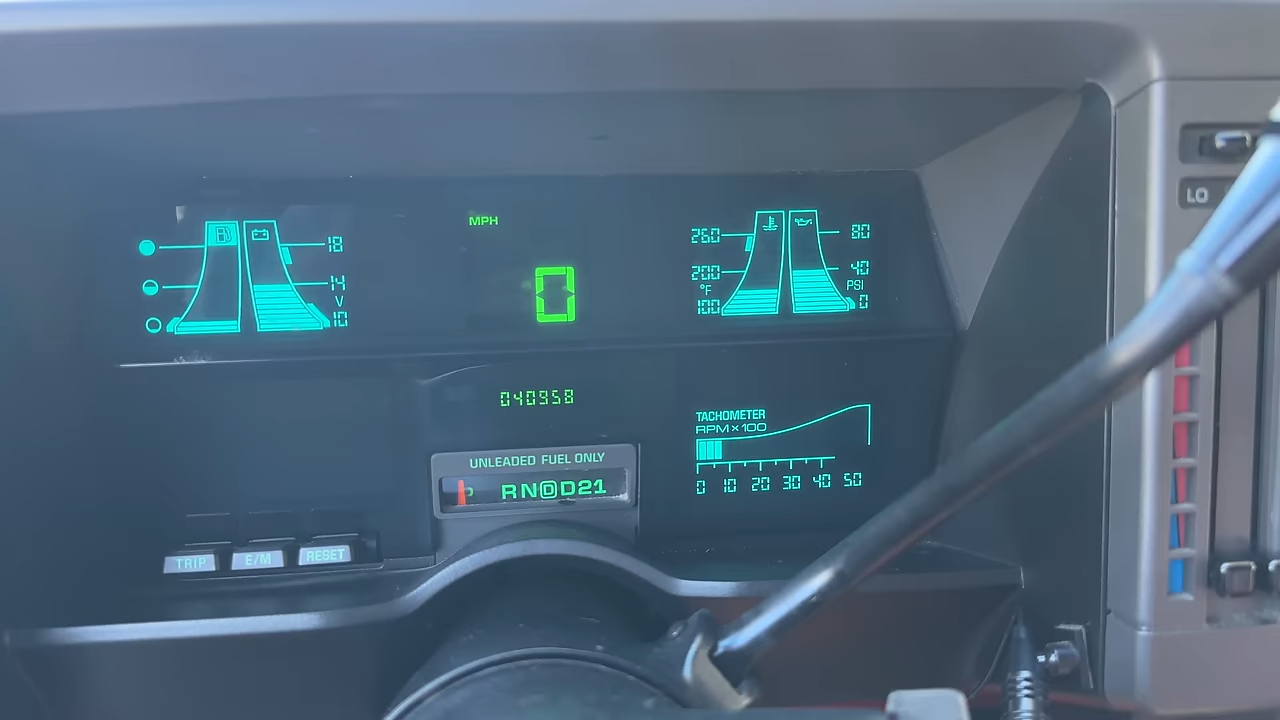 MPH
18
14
V
10
0
260
200
°F
100
80
40
PSI
0
040958
TACHOMETER
RPM×100
0 10 20 30 40 50
UNLEADED FUEL ONLY
P RN D D21
TRIP E/M RESET
LO